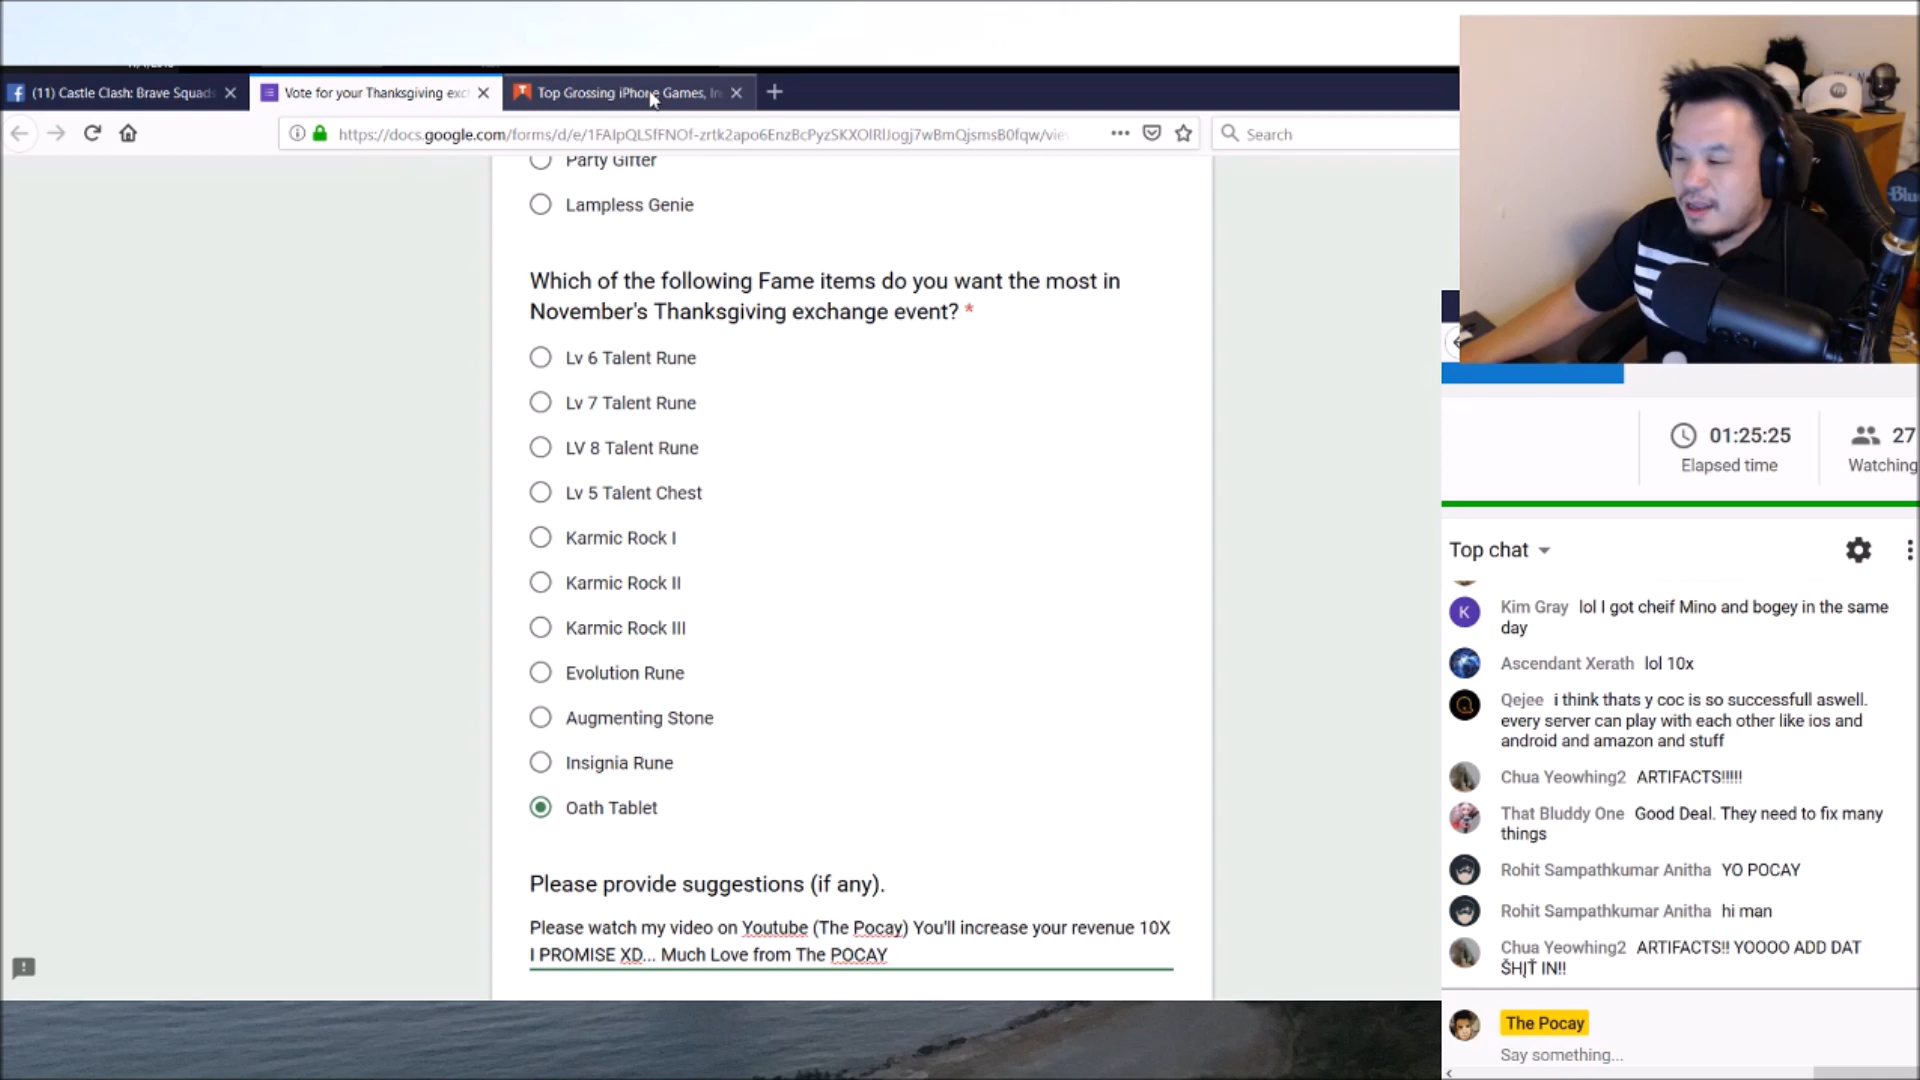 (11) Castle Clash: Brave Squads
Vote for your Thanksgiving exc
Top Grossing iPhone Games, In
https://docs.google.com/forms/d/e/1FAIpQLSfFNOf-zrtk2apo6EnzBcPyzSKXOIRlJogj7wBmQjsmsB0fqw/vie
Search
Party Gifter
Lampless Genie
Which of the following Fame items do you want the most in
November's Thanksgiving exchange event? *
Lv 6 Talent Rune
Lv 7 Talent Rune
LV 8 Talent Rune
Lv 5 Talent Chest
Karmic Rock I
Karmic Rock II
Karmic Rock III
Evolution Rune
Augmenting Stone
Insignia Rune
Oath Tablet
Please provide suggestions (if any).
Please watch my video on Youtube (The Pocay) You'll increase your revenue 10X
I PROMISE XD... Much Love from The POCAY
Blu
01:25:25
Elapsed time
27
Watching
Top chat
K
Kim Gray lol I got cheif Mino and bogey in the same
day
Ascendant Xerath lol 10x
Qejee i think thats y coc is so successfull aswell.
every server can play with each other like ios and
android and amazon and stuff
Chua Yeowhing2 ARTIFACTS!!!!!
That Bluddy One Good Deal. They need to fix many
things
Rohit Sampathkumar Anitha YO POCAY
Rohit Sampathkumar Anitha hi man
Chua Yeowhing2 ARTIFACTS!! YOOOO ADD DAT
ŠHĮŤ IN!!
The Pocay
Say something...